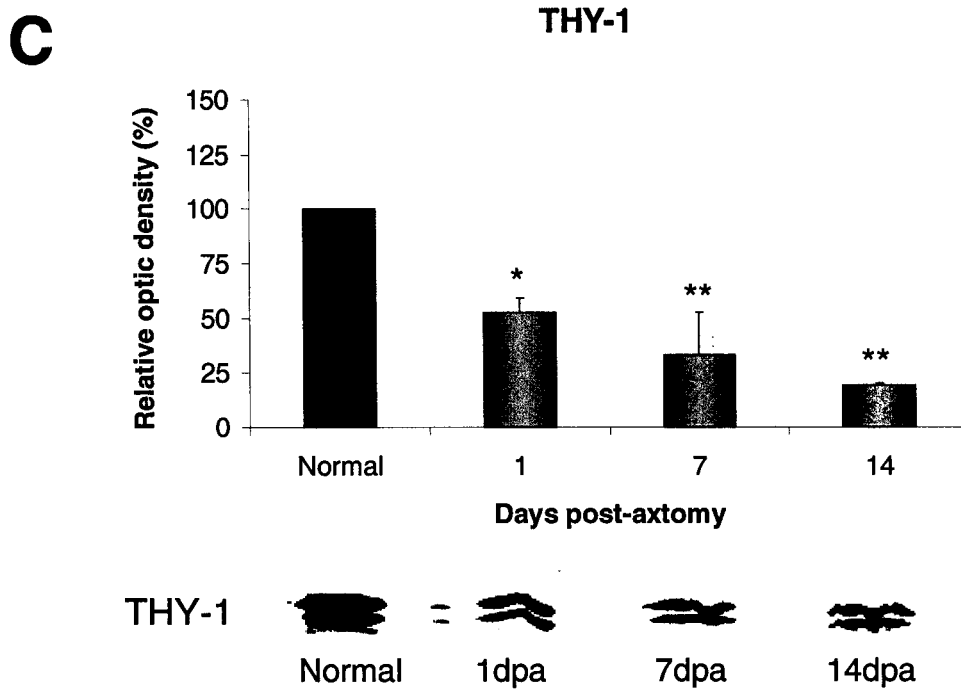 C
THY-1
Relative optic density (%)
150
125
100
75
50
25
0
*
**
**
Normal 1 7 14
Days post-axtomy
THY-1
Normal 1dpa 7dpa 14dpa